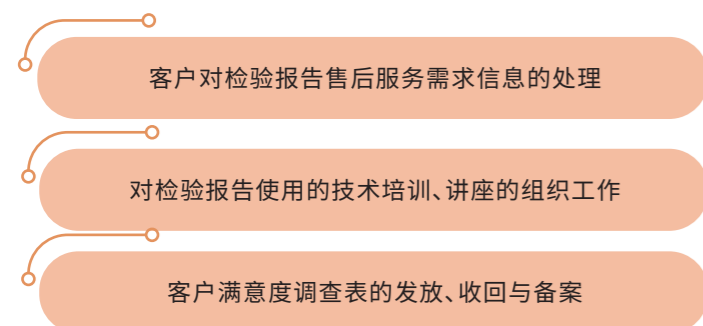 客户对检验报告售后服务需求信息的处理
对检验报告使用的技术培训、讲座的组织工作
客户满意度调查表的发放、收回与备案